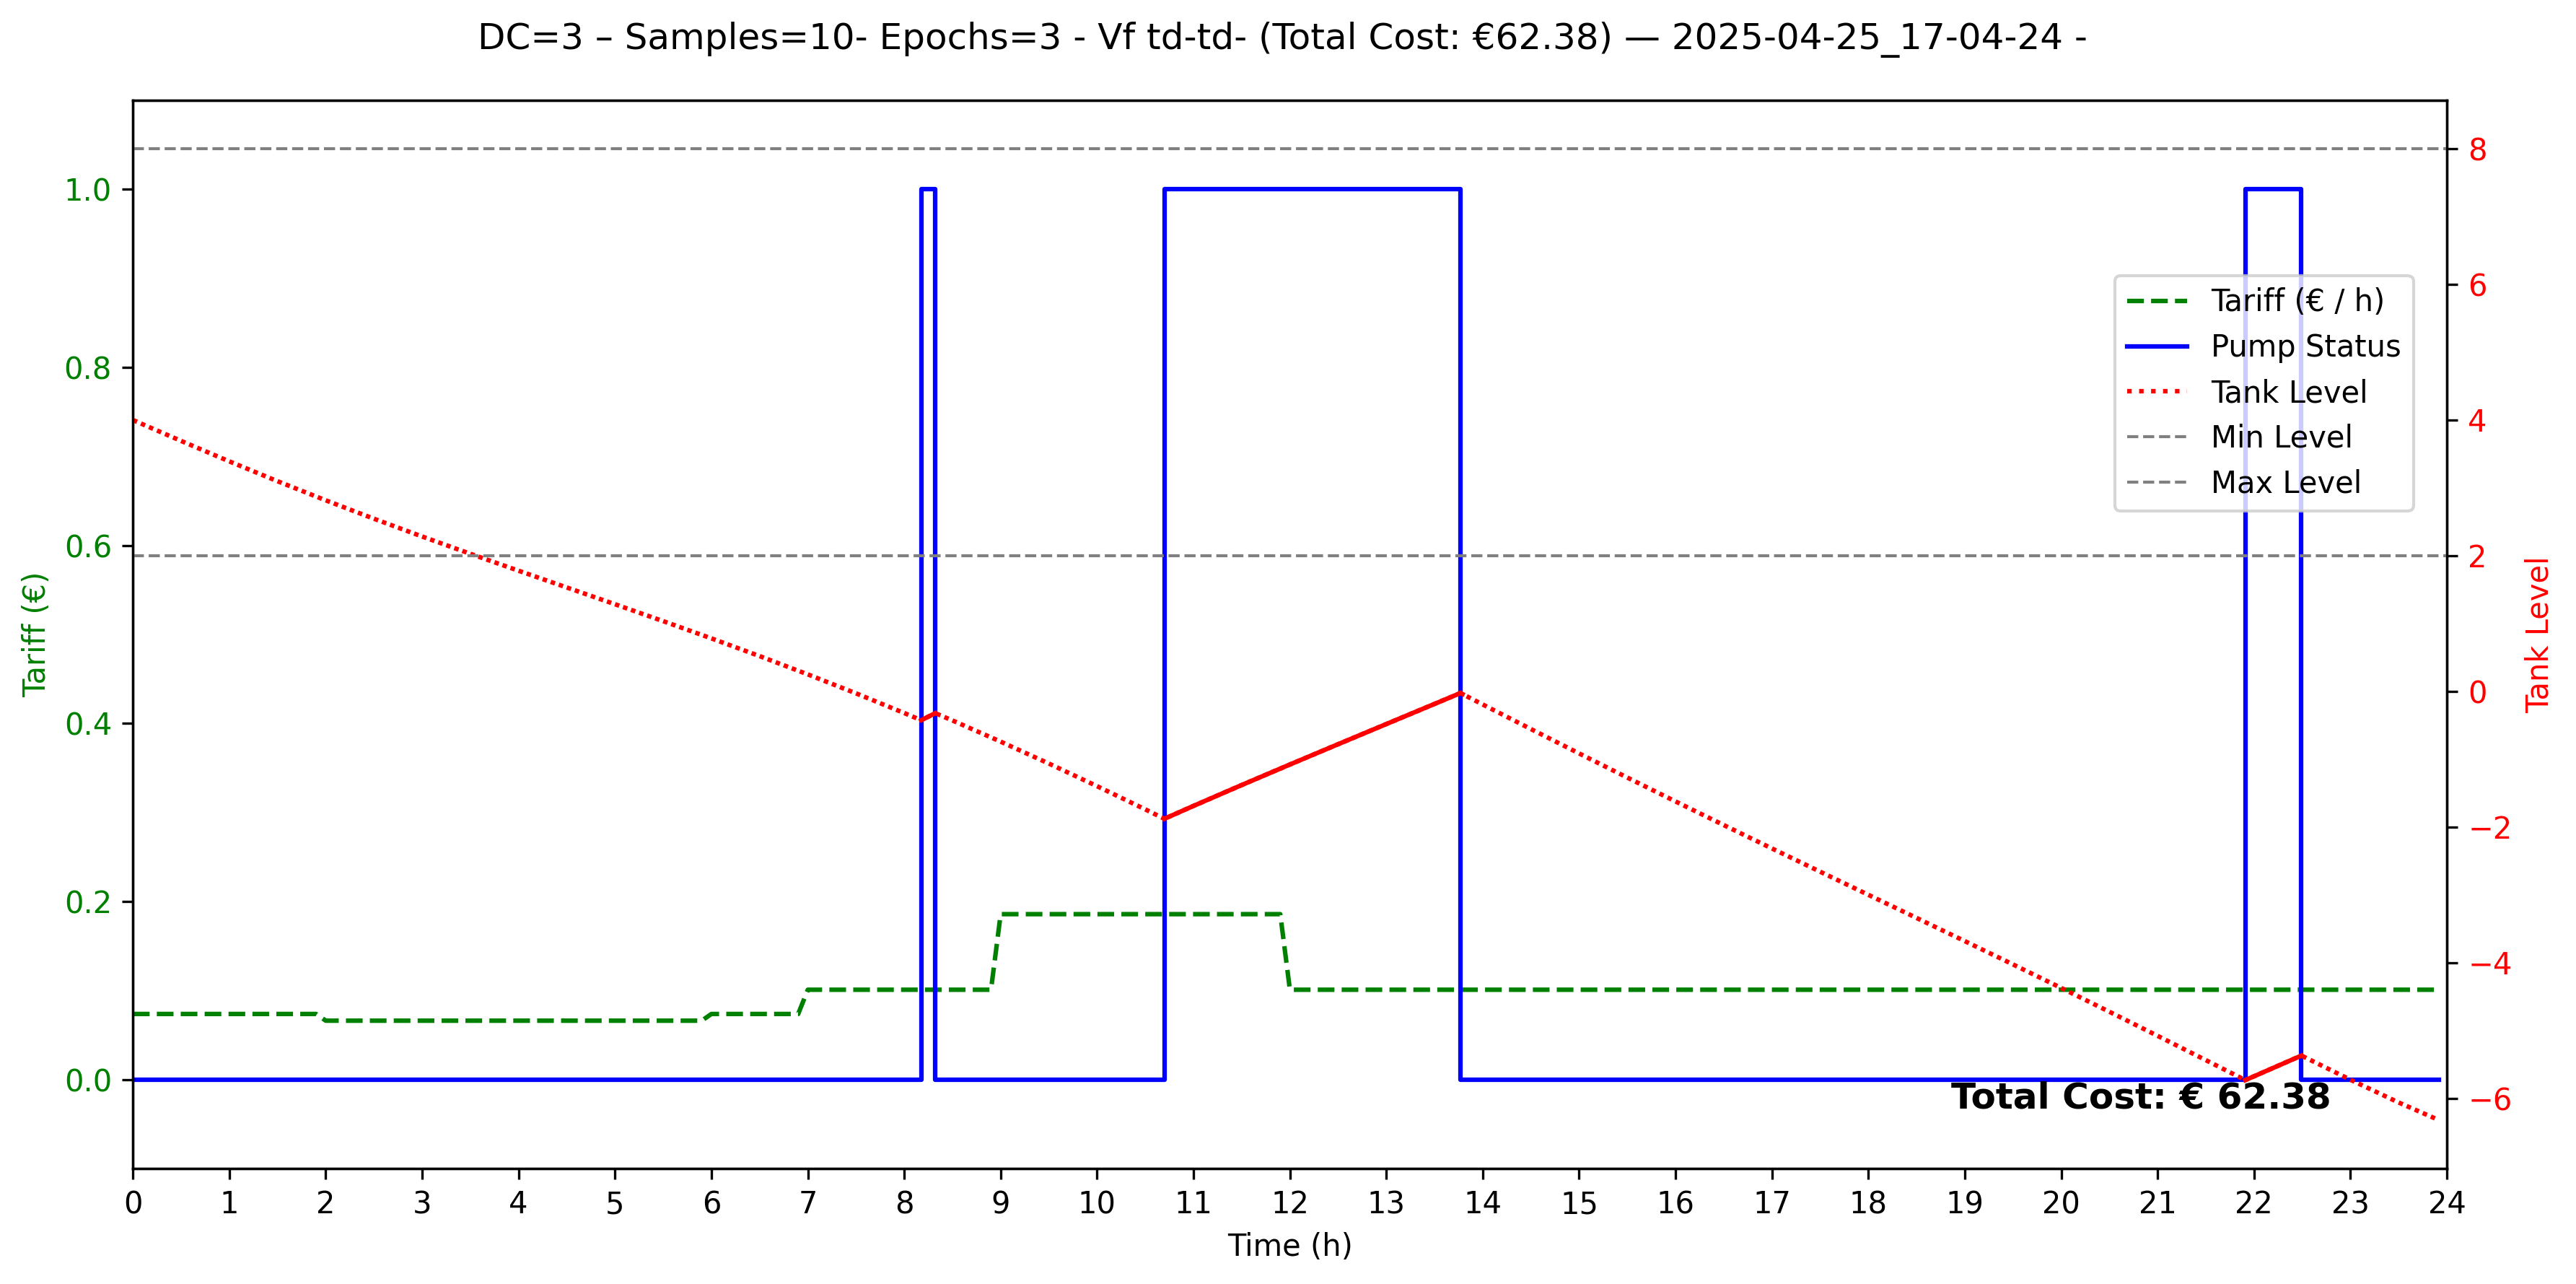 DC=3 – Samples=10- Epochs=3 - Vf td-td- (Total Cost: €62.38) — 2025-04-25_17-04-24 -
Tariff (€)
1.0
0.8
0.6
0.4
0.2
0.0
Tariff (€ / h)
Pump Status
Tank Level
Min Level
Max Level
Total Cost: € 62.38
8
6
4
2
0
−2
−4
−6
Tank Level
0 1 2 3 4 5 6 7 8 9 10 11 12 13 14 15 16 17 18 19 20 21 22 23 24
Time (h)